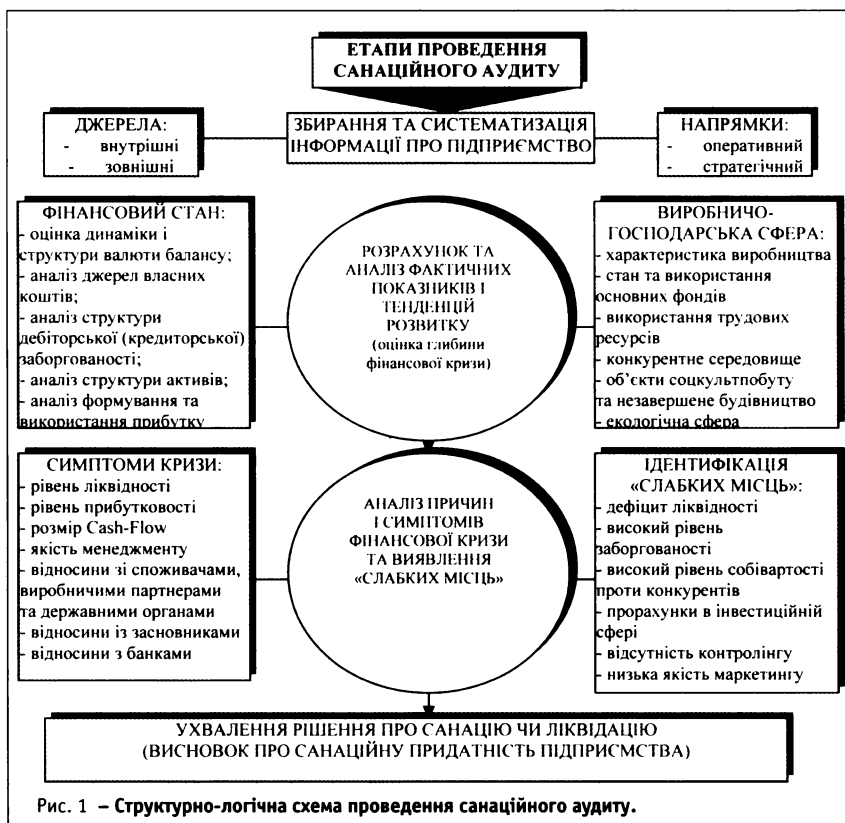 ЕТАПИ ПРОВЕДЕННЯ
САНАЦІЙНОГО АУДИТУ
ДЖЕРЕЛА:
- внутрішні
- зовнішні
ЗБИРАННЯ ТА СИСТЕМАТИЗАЦІЯ
ІНФОРМАЦІЇ ПРО ПІДПРИЄМСТВО
НАПРЯМКИ:
- оперативний
- стратегічний
ФІНАНСОВИЙ СТАН:
- оцінка динаміки і
структури валюти балансу;
- аналіз джерел власних
коштів;
- аналіз структури
дебіторської (кредиторської)
заборгованості;
- аналіз структури активів;
- аналіз формування та
використання прибутку
РОЗРАХУНОК ТА
АНАЛІЗ ФАКТИЧНИХ
ПОКАЗНИКІВ І
ТЕНДЕНЦІЙ
РОЗВИТКУ
(оцінка глибини
фінансової кризи)
ВИРОБНИЧО-
ГОСПОДАРСЬКА СФЕРА:
- характеристика виробництва
- стан та використання
основних фондів
- використання трудових
ресурсів
- конкурентне середовище
- об’єкти соцкультпобуту
та незавершене будівництво
- екологічна сфера
СИМПТОМИ КРИЗИ:
- рівень ліквідності
- рівень прибутковості
- розмір Cash-Flow
- якість менеджменту
- відносини зі споживачами,
виробничими партнерами
та державними органами
- відносини із засновниками
- відносини з банками
АНАЛІЗ ПРИЧИН
І СИМПТОМІВ
ФІНАНСОВОЇ КРИЗИ
ТА ВИЯВЛЕННЯ
«СЛАБКИХ МІСЦЬ»
ІДЕНТИФІКАЦІЯ
«СЛАБКИХ МІСЦЬ»:
- дефіцит ліквідності
- високий рівень
заборгованості
- високий рівень собівартості
проти конкурентів
- прорахунки в інвестиційній
сфері
- відсутність контролінгу
- низька якість маркетингу
УХВАЛЕННЯ РІШЕННЯ ПРО САНАЦІЮ ЧИ ЛІКВІДАЦІЮ
(ВИСНОВОК ПРО САНАЦІЙНУ ПРИДАТНІСТЬ ПІДПРИЄМСТВА)
Рис. 1 – Структурно-логічна схема проведення санаційного аудиту.